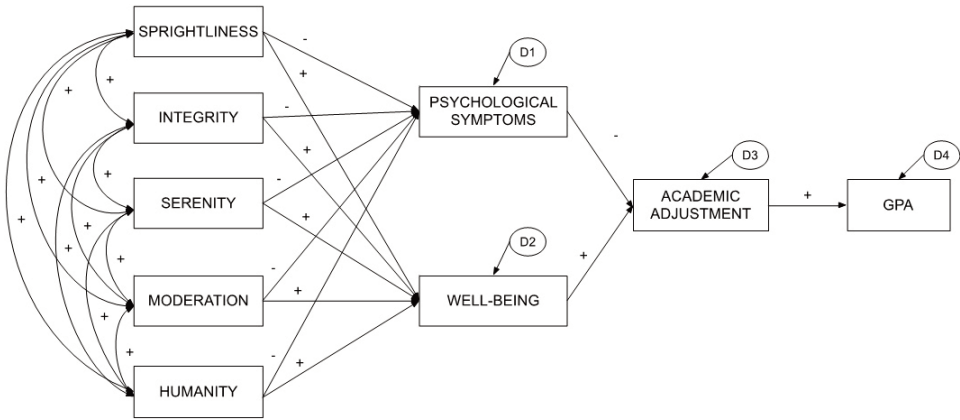 SPRIGHTLINESS
INTEGRITY
SERENITY
MODERATION
HUMANITY
+
+
+
+
+
+
+
+
+
+
-
+
-
+
-
+
-
+
-
+
D1
PSYCHOLOGICAL
SYMPTOMS
D2
WELL-BEING
-
+
D3
ACADEMIC
ADJUSTMENT
+
D4
GPA